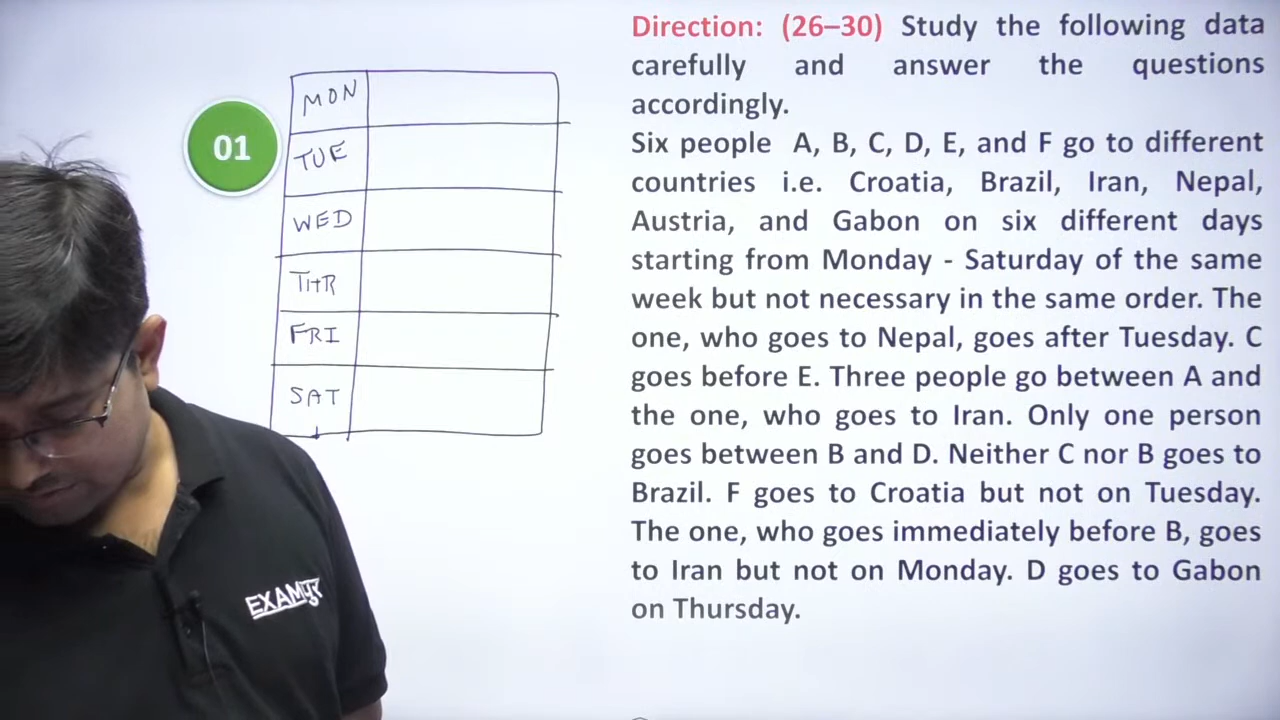 01
MON
TUE
WED
THR
FRI
SAT
EXAMज़
Direction: (26–30) Study the following data
carefully and answer the questions
accordingly.
Six people A, B, C, D, E, and F go to different
countries i.e. Croatia, Brazil, Iran, Nepal,
Austria, and Gabon on six different days
starting from Monday - Saturday of the same
week but not necessary in the same order. The
one, who goes to Nepal, goes after Tuesday. C
goes before E. Three people go between A and
the one, who goes to Iran. Only one person
goes between B and D. Neither C nor B goes to
Brazil. F goes to Croatia but not on Tuesday.
The one, who goes immediately before B, goes
to Iran but not on Monday. D goes to Gabon
on Thursday.